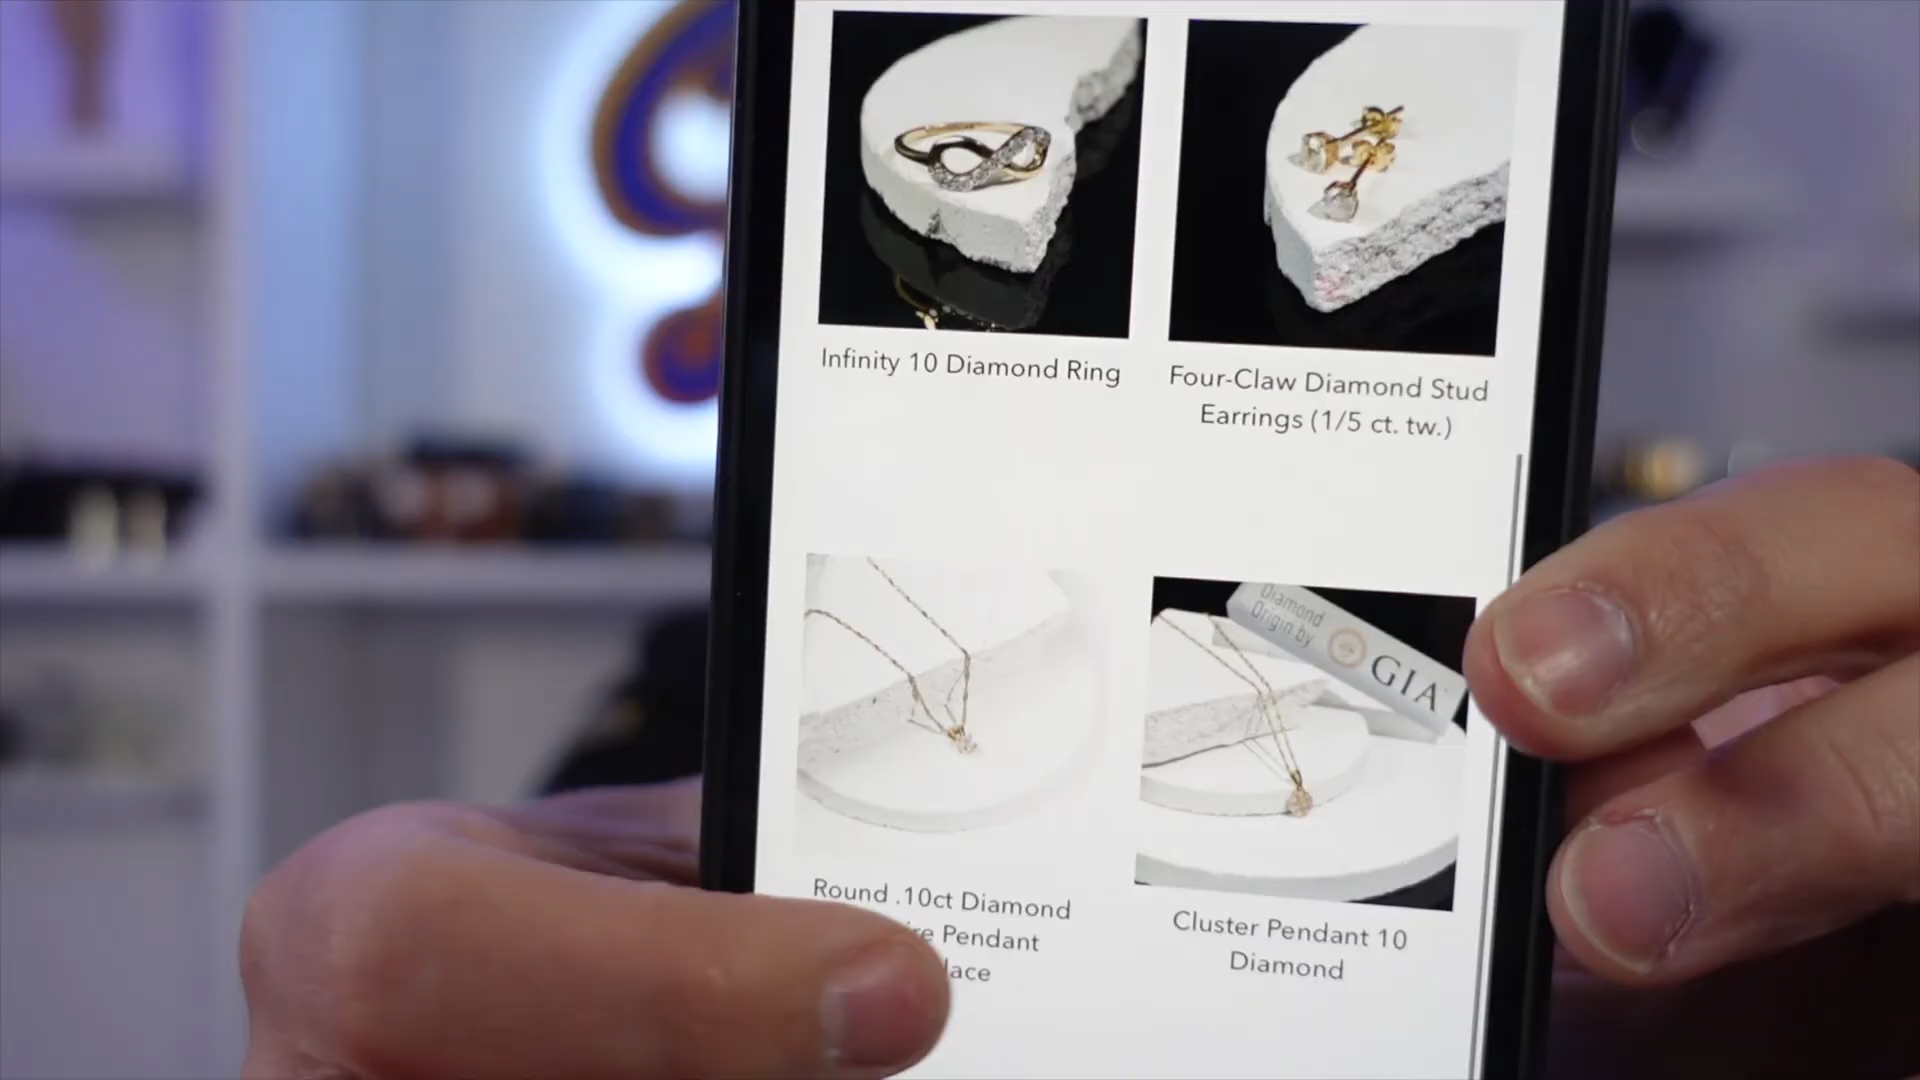 Infinity 10 Diamond Ring
Four-Claw Diamond Stud
Earrings (1/5 ct. tw.)
Diamond
Origin by
GIA
Round .10ct Diamond
Pendant
Cluster Pendant 10
Diamond